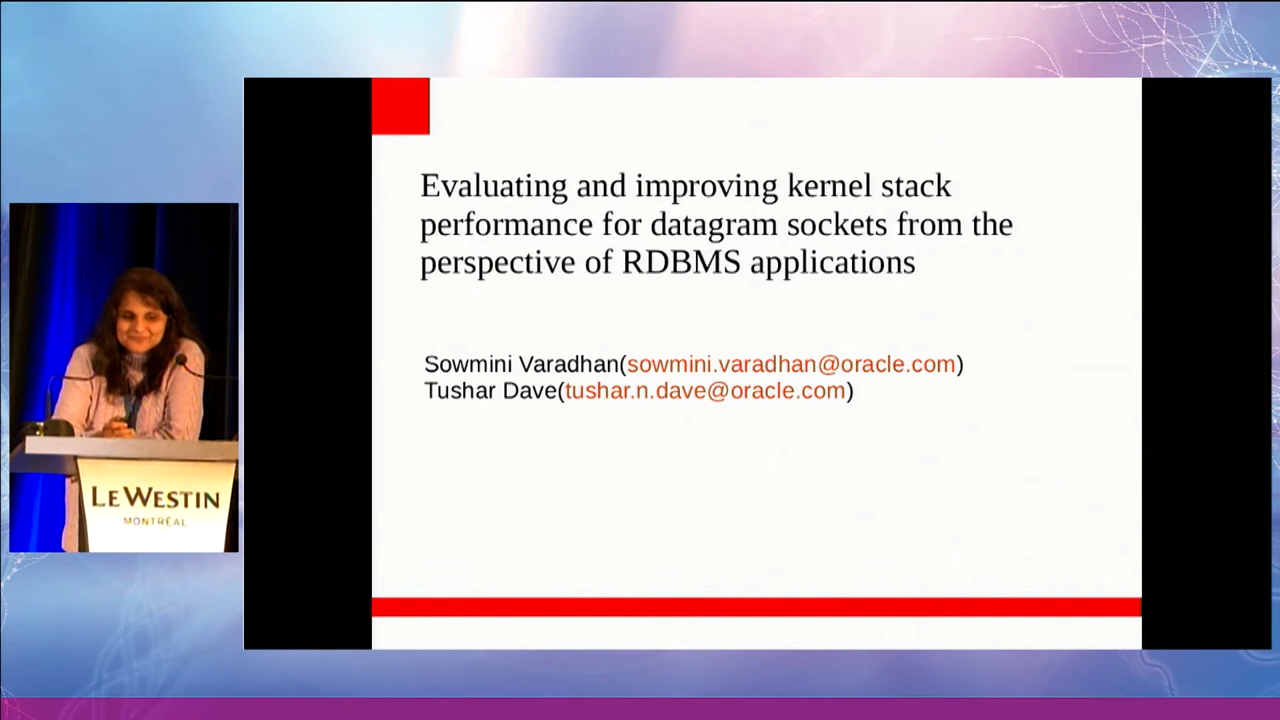 Evaluating and improving kernel stack
performance for datagram sockets from the
perspective of RDBMS applications
Sowmini Varadhan(sowmini.varadhan@oracle.com)
Tushar Dave(tushar.n.dave@oracle.com)
LE WESTIN
MONTRÉAL